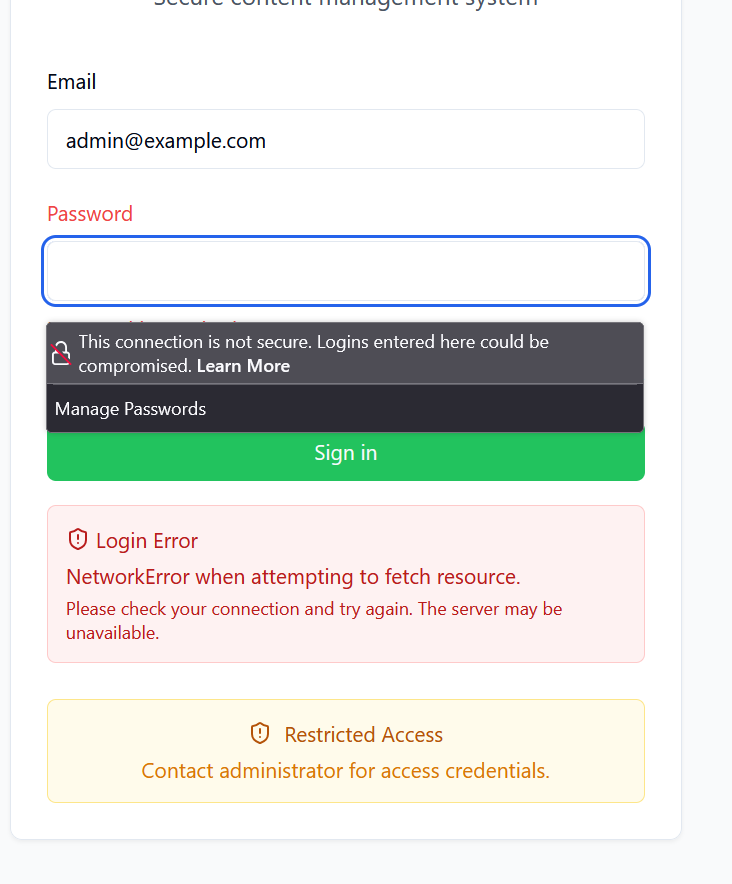 Secure content management system
Email
admin@example.com
Password
This connection is not secure. Logins entered here could be
compromised. Learn More
Manage Passwords
Sign in
Login Error
NetworkError when attempting to fetch resource.
Please check your connection and try again. The server may be
unavailable.
Restricted Access
Contact administrator for access credentials.